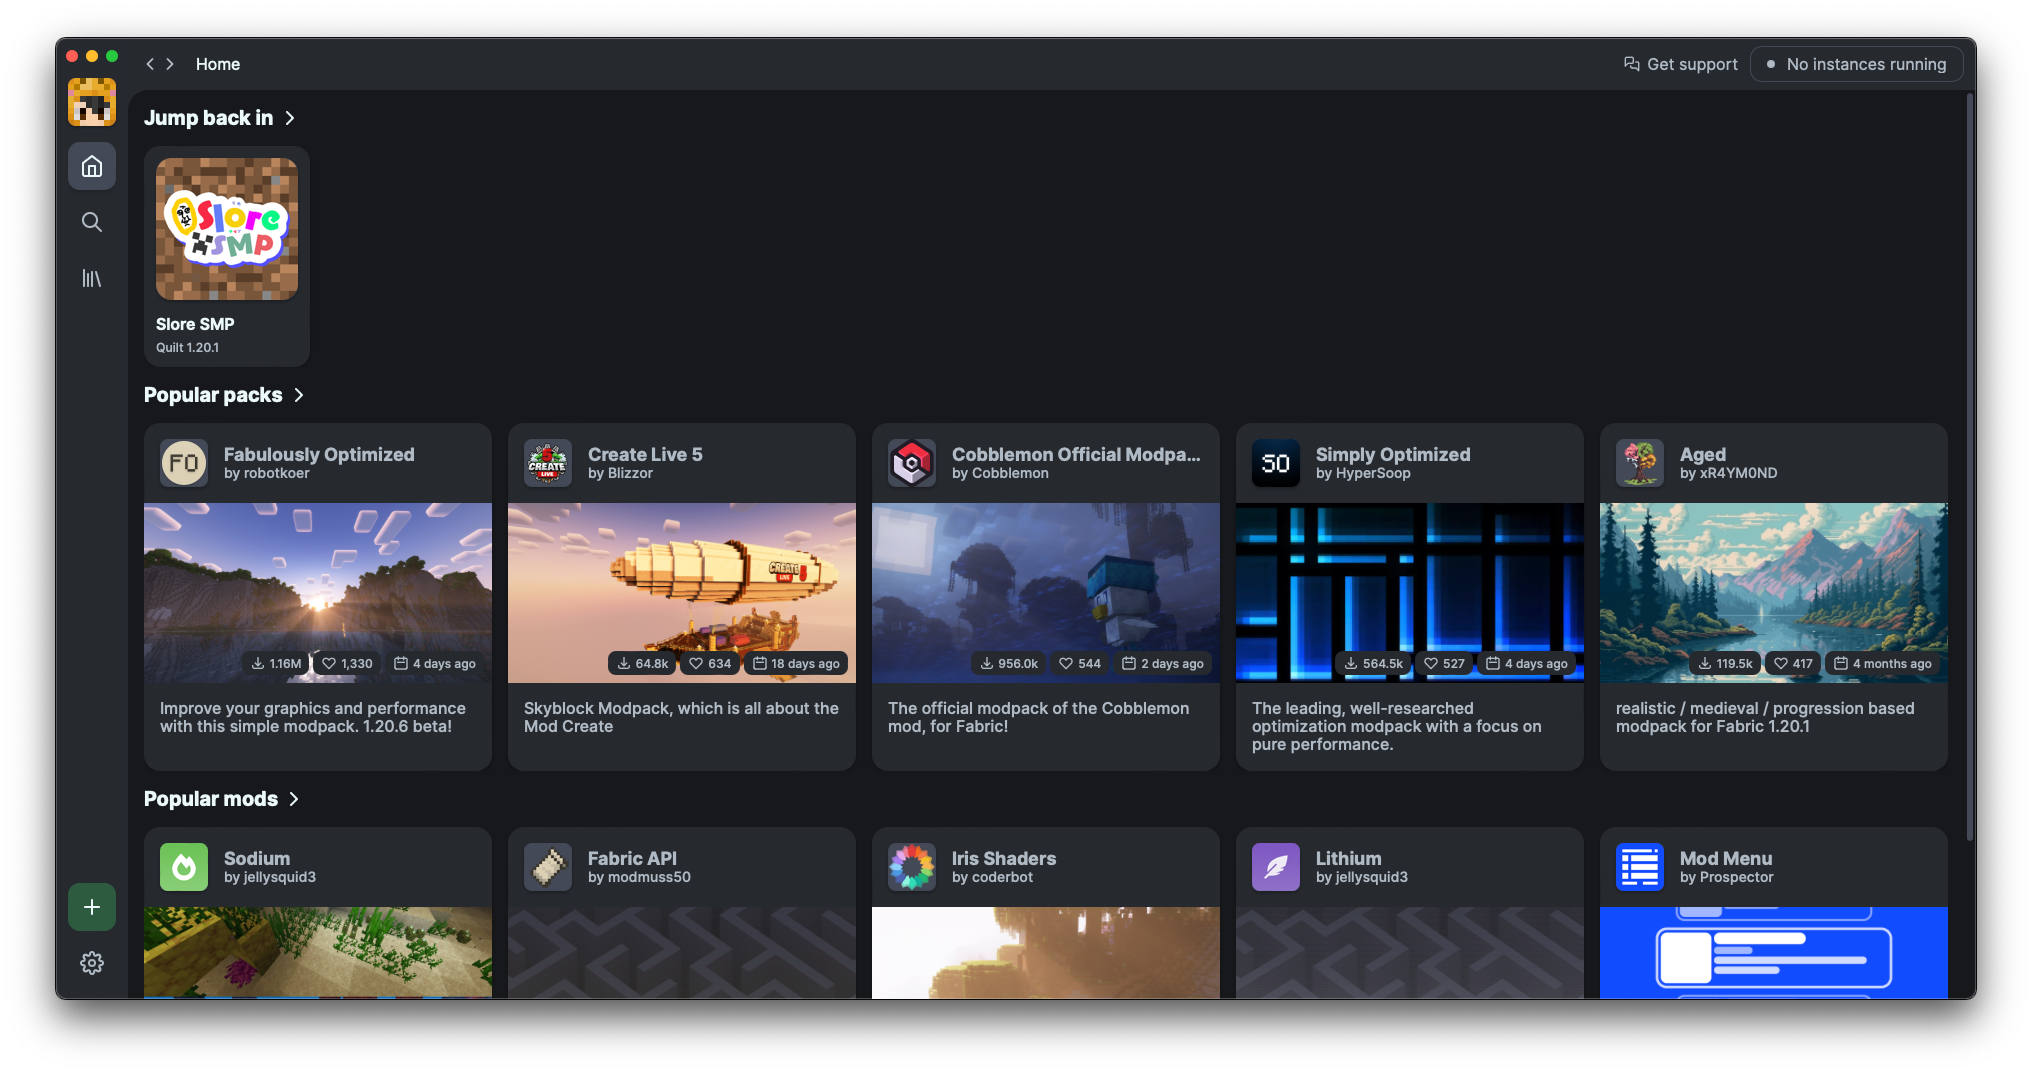 Home
Get support
No instances running
Jump back in
Slore
SMP
Slore SMP
Quilt 1.20.1
Popular packs
FO
Fabulously Optimized
by robotkoer
1.16M
1,330
4 days ago
Improve your graphics and performance
with this simple modpack. 1.20.6 beta!
5
CREATE
LIVE
Create Live 5
by Blizzor
CREATE
LIVE 5
64.8k
634
18 days ago
Skyblock Modpack, which is all about the
Mod Create
Cobblemon Official Modpa...
by Cobblemon
956.0k
544
2 days ago
The official modpack of the Cobblemon
mod, for Fabric!
SO
Simply Optimized
by HyperSoop
564.5k
527
4 days ago
The leading, well-researched
optimization modpack with a focus on
pure performance.
Aged
by xR4YM0ND
119.5k
417
4 months ago
realistic / medieval / progression based
modpack for Fabric 1.20.1
Popular mods
Sodium
by jellysquid3
Fabric API
by modmuss50
Iris Shaders
by coderbot
Lithium
by jellysquid3
Mod Menu
by Prospector